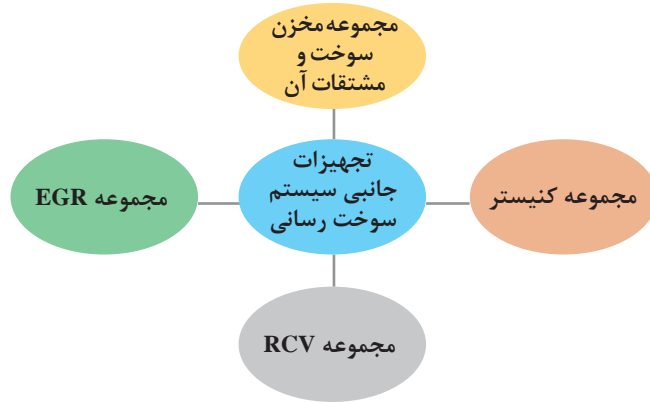 مجموعه مخزن
سوخت و
مشتقات آن
تجهیزات
جانبی سیستم
سوخت رسانی
مجموعه کنیستر
مجموعه EGR
مجموعه RCV